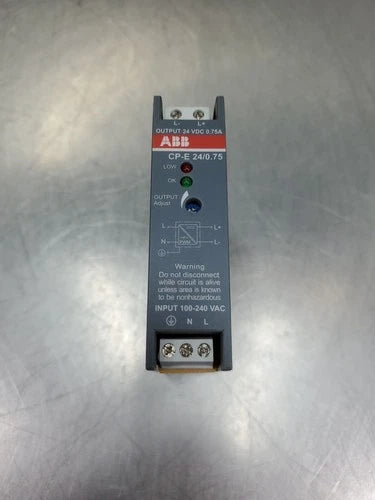 L- L+
OUTPUT 24 VDC 0.75A
ABB
CP-E 24/0.75
LOW
OK
OUTPUT
Adjust
L L+
N L-
PWM
Warning
Do not disconnect
while circuit is alive
unless area is known
to be nonhazardous
INPUT 100-240 VAC
N L